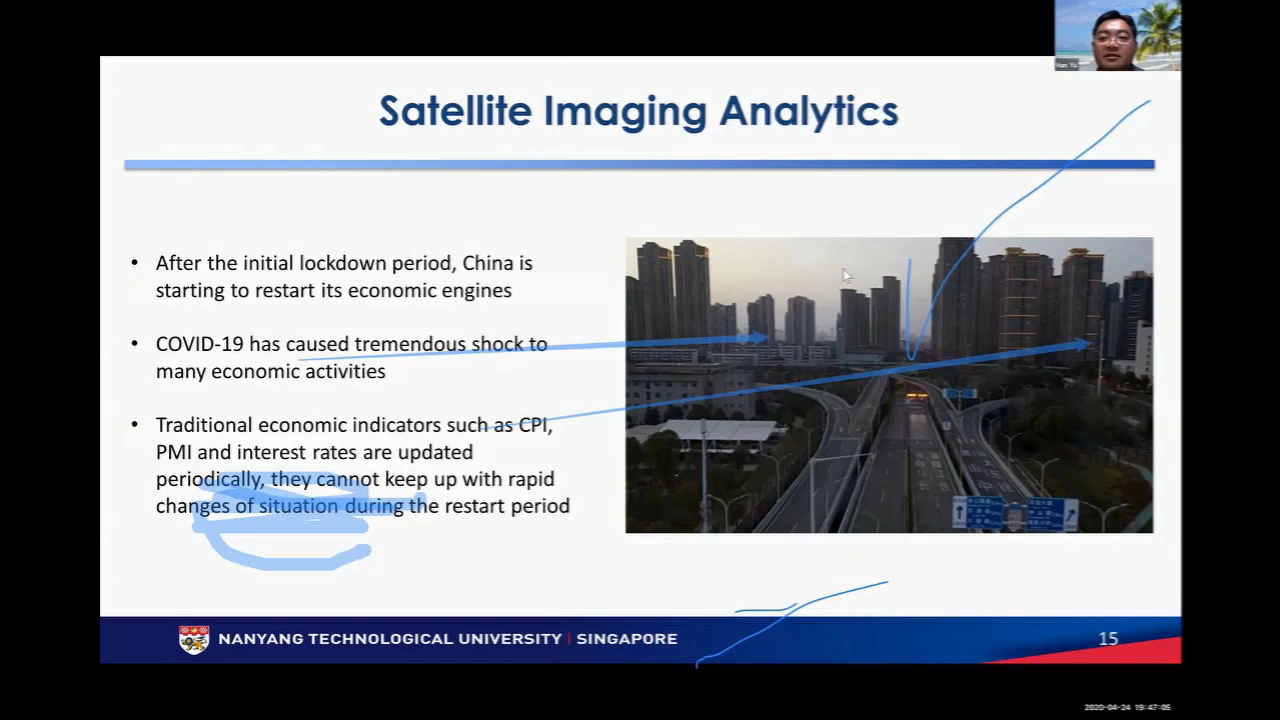 Han Yu
Satellite Imaging Analytics
• After the initial lockdown period, China is
starting to restart its economic engines
• COVID-19 has caused tremendous shock to
many economic activities
• Traditional economic indicators such as CPI,
PMI and interest rates are updated
periodically, they cannot keep up with rapid
changes of situation during the restart period
NANYANG TECHNOLOGICAL UNIVERSITY | SINGAPORE
15
2020-04-24 19:47:05